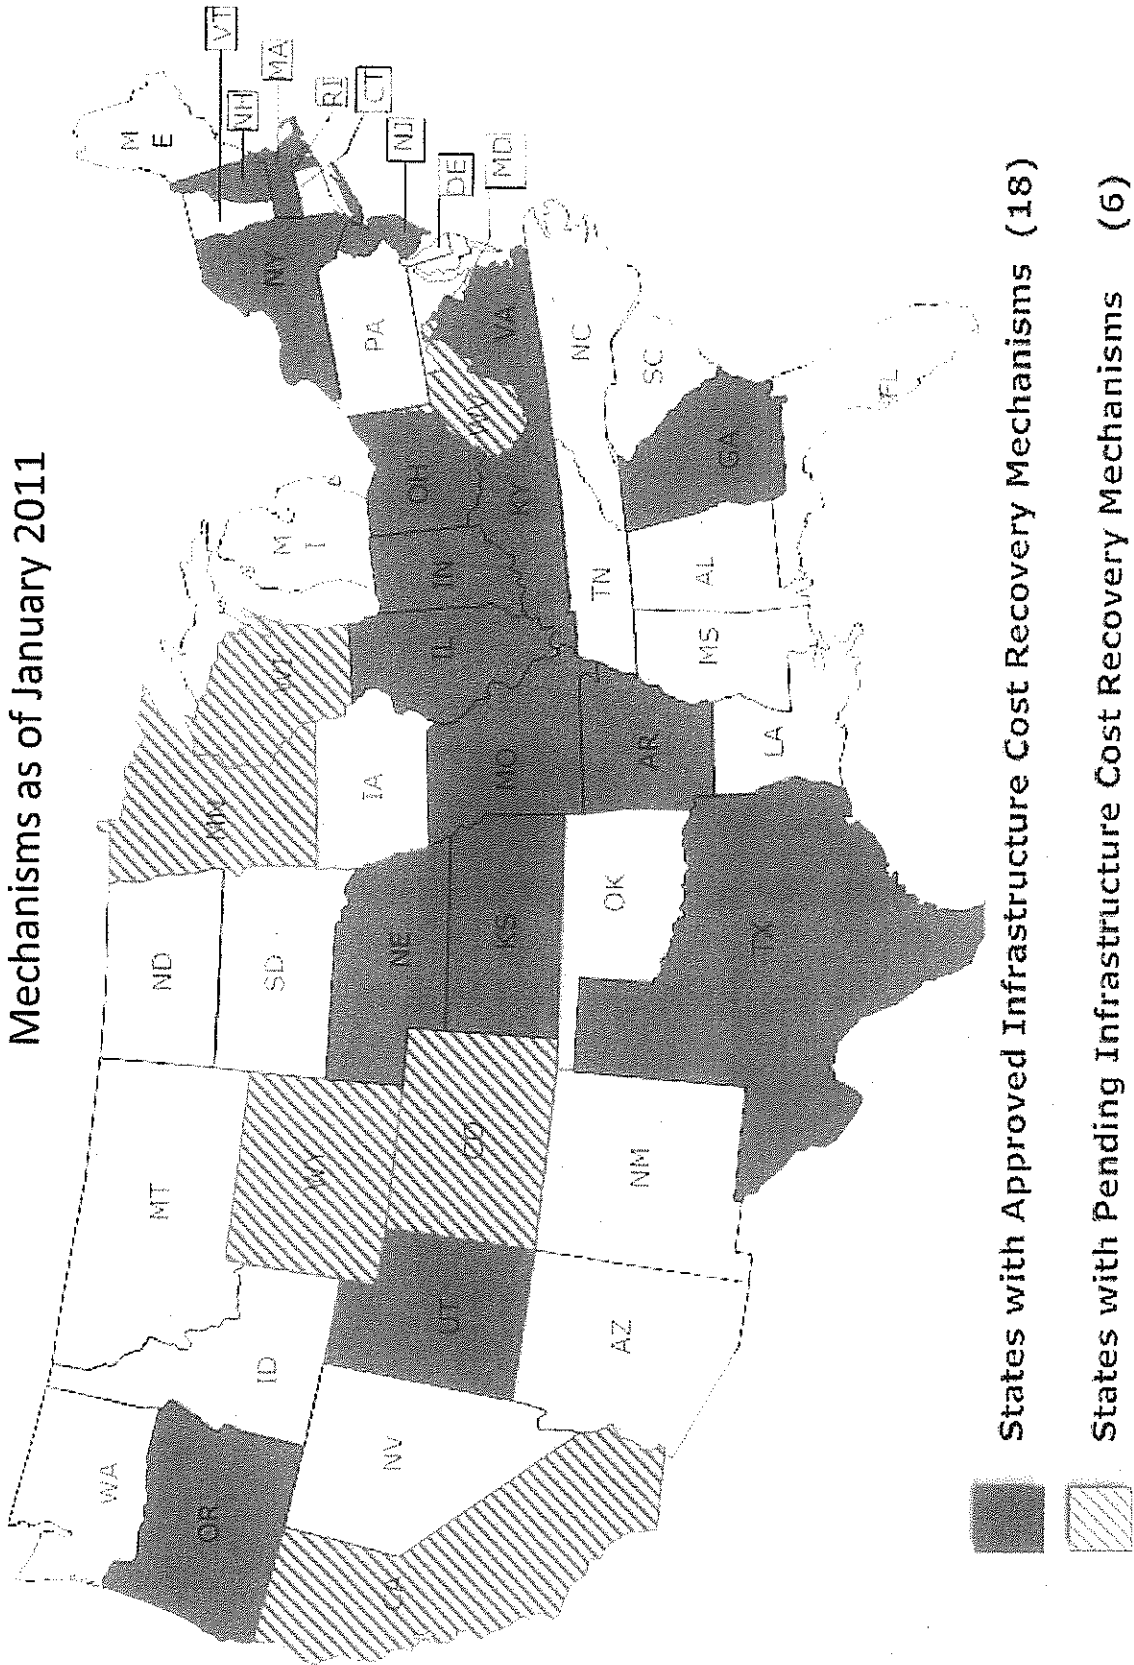 Mechanisms as of January 2011
WA
OR
CA
ID
NV
MT
WY
UT
AZ
CO
NM
ND
SD
NE
KS
OK
TX
MN
IA
MO
AR
LA
WI
IL
MS
M
I
IN
KY
TN
AL
OH
WV
GA
PA
NY
VA
NC
SC
FL
M
E
VT
NH
MA
RI
CT
NJ
DE
MD
States with Approved Infrastructure Cost Recovery Mechanisms (18)
States with Pending Infrastructure Cost Recovery Mechanisms (6)